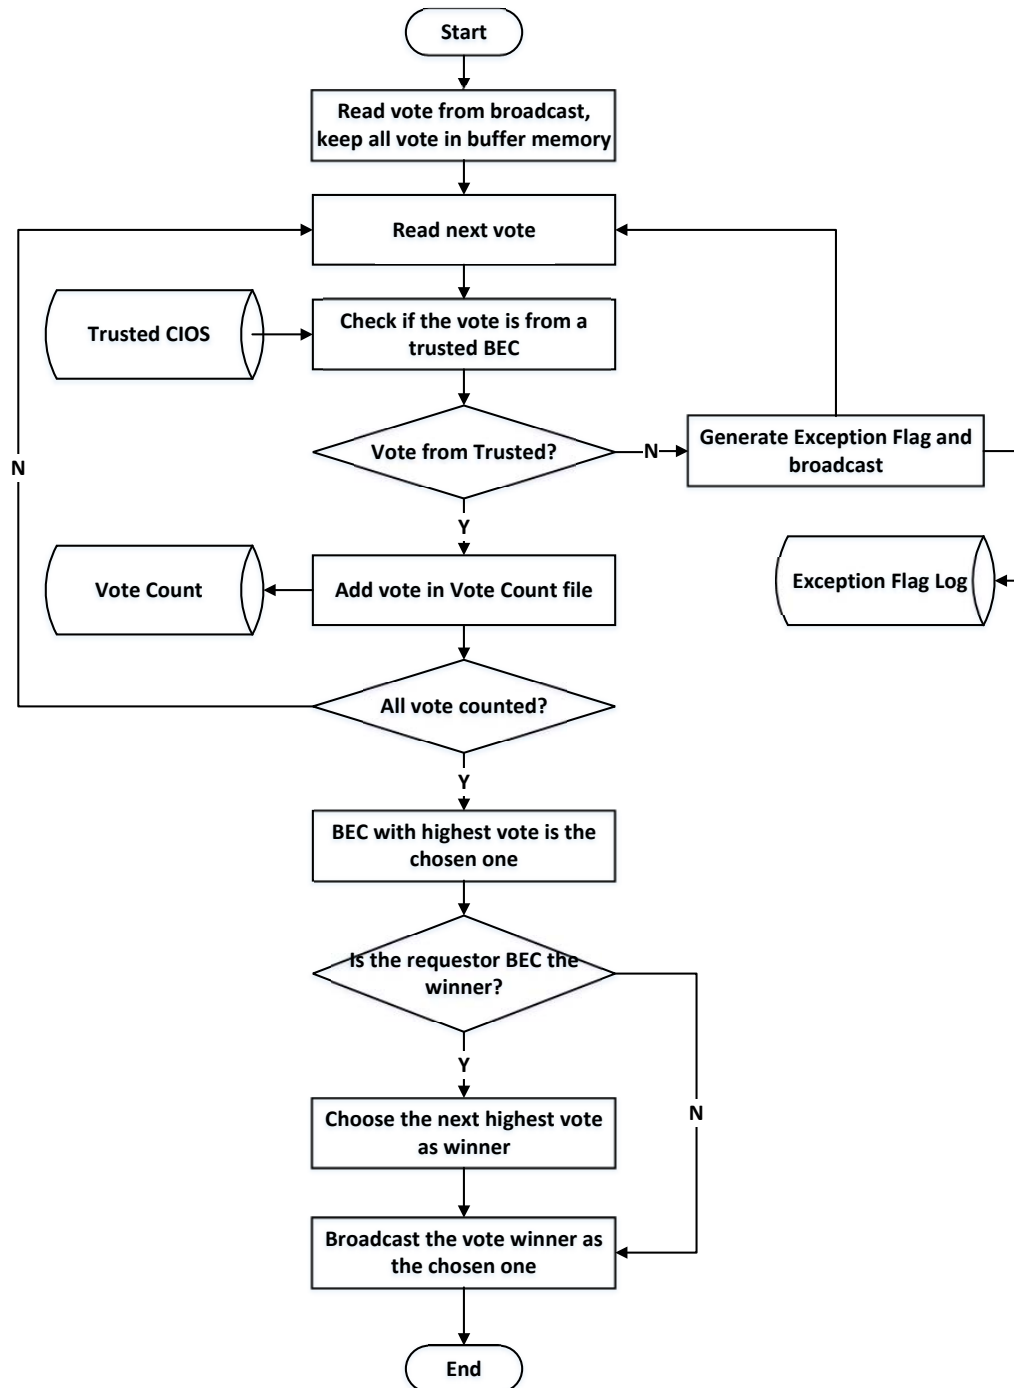 Start
Read vote from broadcast,
keep all vote in buffer memory
Read next vote
Trusted CIOS
Check if the vote is from a
trusted BEC
N
Vote from Trusted?
N
Generate Exception Flag and
broadcast
Y
Vote Count
Add vote in Vote Count file
Exception Flag Log
All vote counted?
Y
BEC with highest vote is the
chosen one
Is the requestor BEC the
winner?
Y
N
Choose the next highest vote
as winner
Broadcast the vote winner as
the chosen one
End